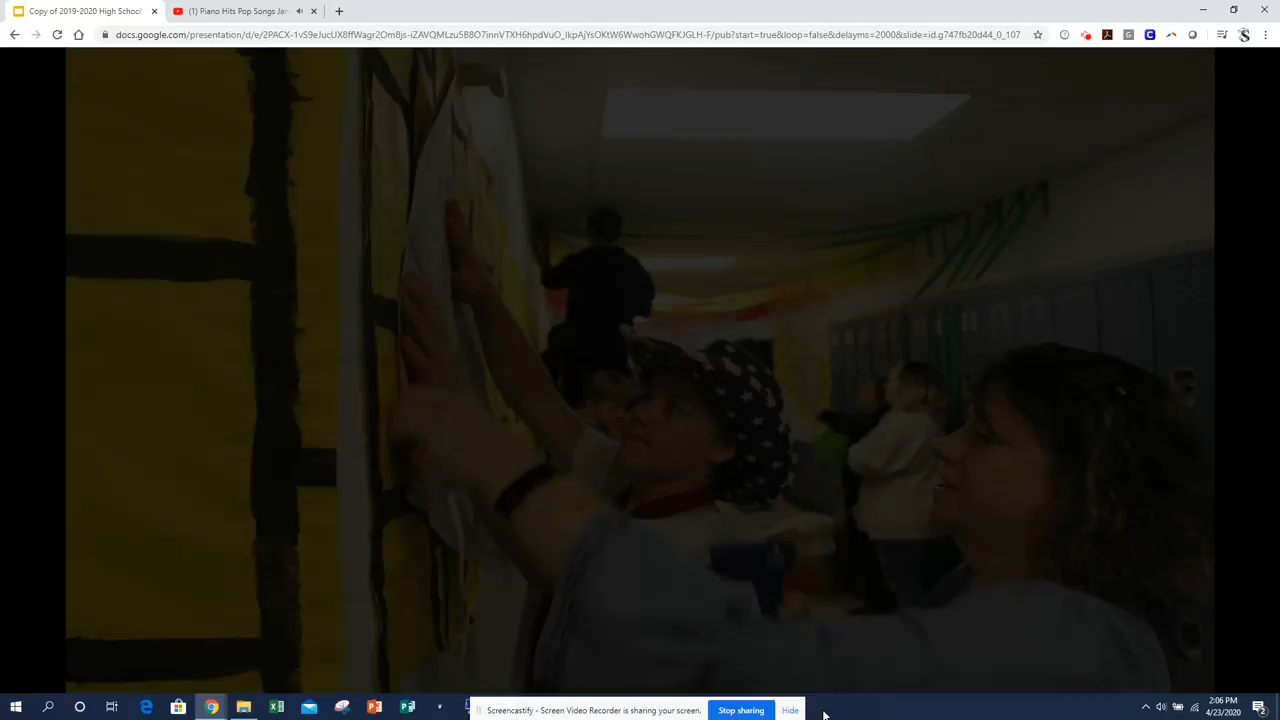 Copy of 2019-2020 High School
(1) Piano Hits Pop Songs Ja
docs.google.com/presentation/d/e/2PACX-1vS9eJucUX8ffWagr2Om8js-iZAVQMLzu5B8O7innVTXH6hpdVuO_IkpAjYsOKtW6WwohGWQFKJGLH-F/pub?start=true&loop=false&delayms=2000&slide=id.g747fb20d44_0_107
Screencastify - Screen Video Recorder is sharing your screen.
Stop sharing
Hide
2:06 PM
4/23/2020